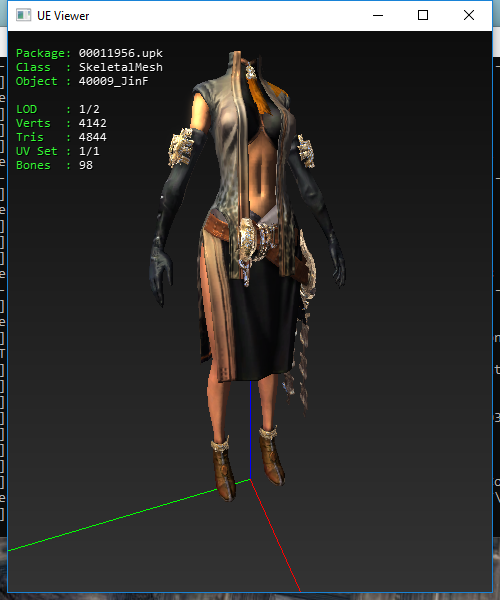 UE Viewer
Package: 00011956.upk
Class : SkeletalMesh
Object : 40009_JinF
LOD : 1/2
Verts : 4142
Tris : 4844
UV Set : 1/1
Bones : 98